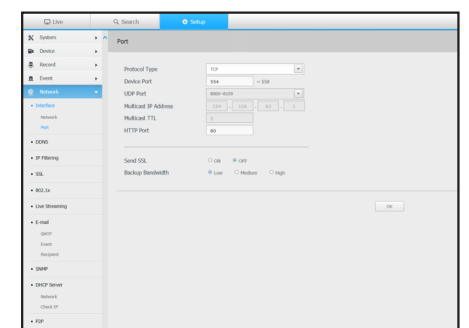 Live
Search
Setup
System
Device
Record
Event
Network
Interface
Network
Port
DDNS
IP Filtering
SSL
802.1x
Live Streaming
E-mail
SMTP
Event
Recipient
SNMP
DHCP Server
Network
Check IP
P2P
Port
Protocol Type
TCP
Device Port
554
~ 558
UDP Port
8000~8159
Multicast IP Address
Multicast TTL
5
HTTP Port
80
Send SSL
ON
OFF
Backup Bandwidth
Low
Medium
High
OK